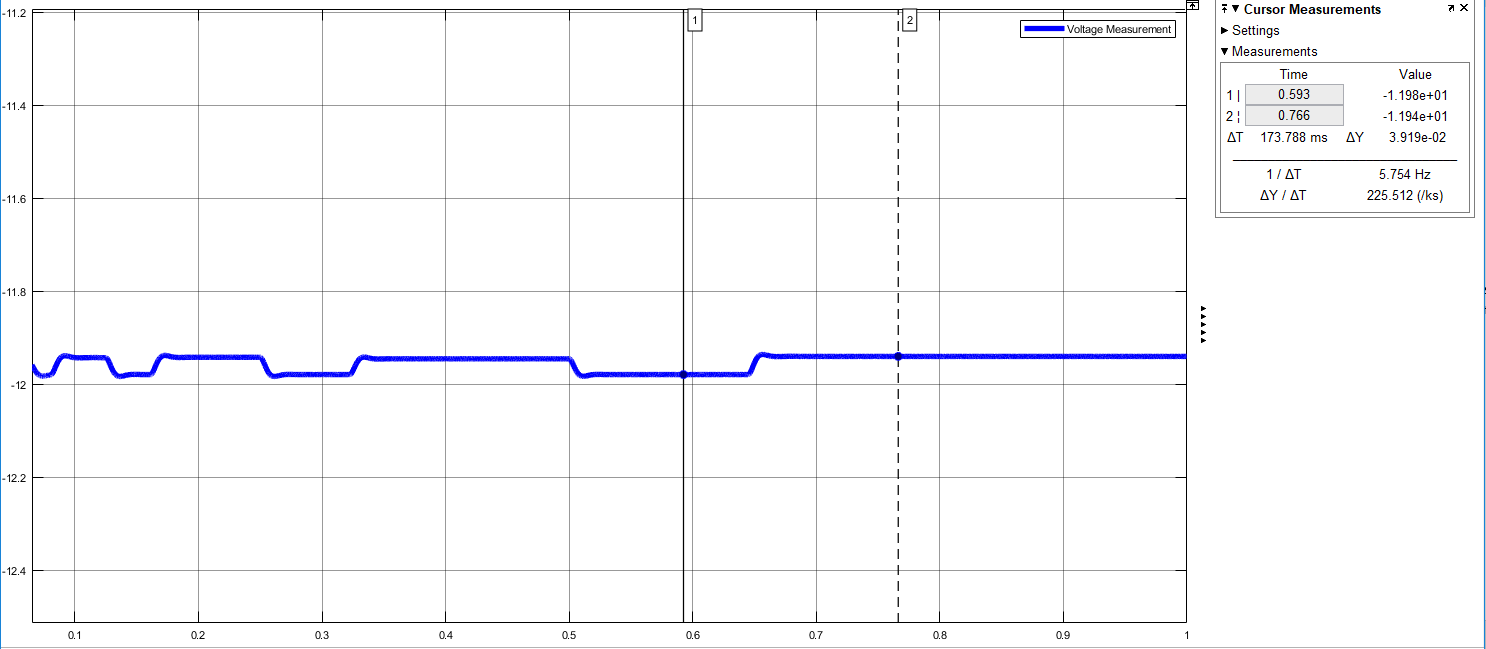 -11.2
-11.4
-11.6
-11.8
-12
-12.2
-12.4
0.1 0.2 0.3 0.4 0.5 0.6 0.7 0.8 0.9 1
1
2
Voltage Measurement
Cursor Measurements
Settings
Measurements
Time Value
1 | 0.593 -1.198e+01
2 ¦ 0.766 -1.194e+01
ΔT 173.788 ms ΔY 3.919e-02
1 / ΔT 5.754 Hz
ΔY / ΔT 225.512 (/ks)